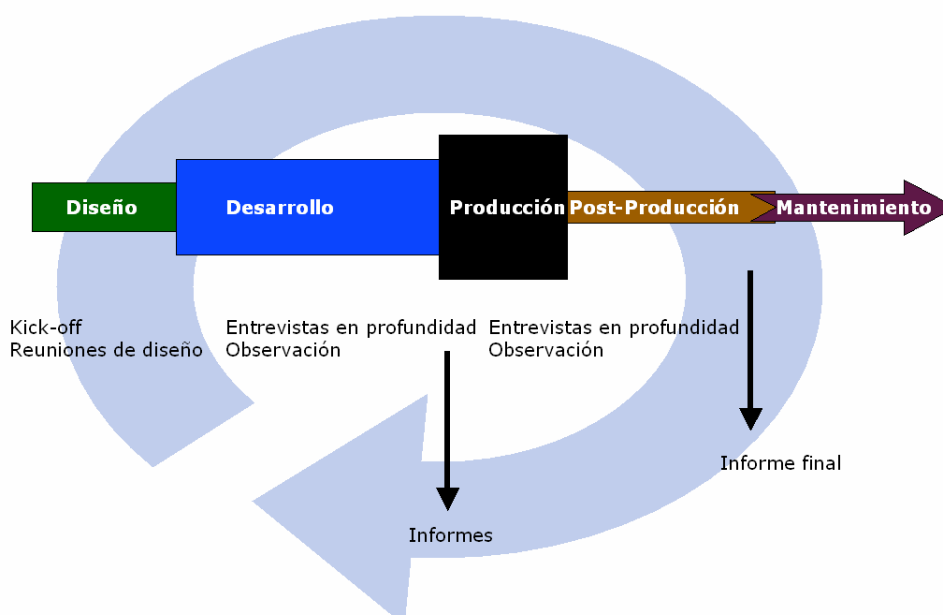 Diseño
Desarrollo
Producción
Post-Producción
Mantenimiento
Kick-off
Reuniones de diseño
Entrevistas en profundidad
Observación
Entrevistas en profundidad
Observación
Informe final
Informes